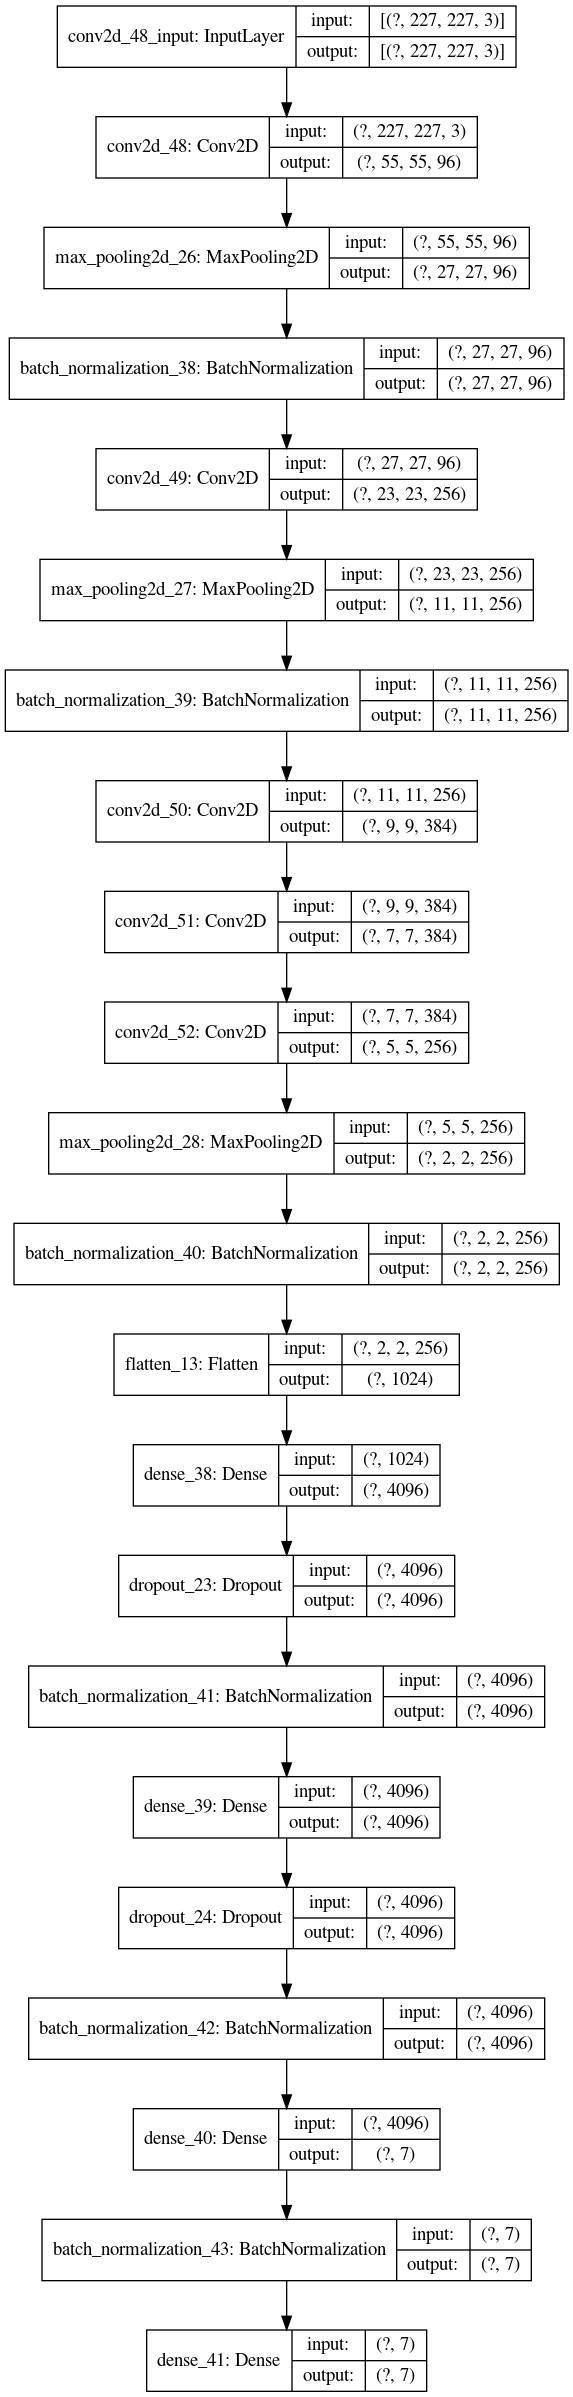 conv2d_48_input: InputLayer
input:
[(?, 227, 227, 3)]
output:
[(?, 227, 227, 3)]
conv2d_48: Conv2D
input:
(?, 227, 227, 3)
output:
(?, 55, 55, 96)
max_pooling2d_26: MaxPooling2D
input:
(?, 55, 55, 96)
output:
(?, 27, 27, 96)
batch_normalization_38: BatchNormalization
input:
(?, 27, 27, 96)
output:
(?, 27, 27, 96)
conv2d_49: Conv2D
input:
(?, 27, 27, 96)
output:
(?, 23, 23, 256)
max_pooling2d_27: MaxPooling2D
input:
(?, 23, 23, 256)
output:
(?, 11, 11, 256)
batch_normalization_39: BatchNormalization
input:
(?, 11, 11, 256)
output:
(?, 11, 11, 256)
conv2d_50: Conv2D
input:
(?, 11, 11, 256)
output:
(?, 9, 9, 384)
conv2d_51: Conv2D
input:
(?, 9, 9, 384)
output:
(?, 7, 7, 384)
conv2d_52: Conv2D
input:
(?, 7, 7, 384)
output:
(?, 5, 5, 256)
max_pooling2d_28: MaxPooling2D
input:
(?, 5, 5, 256)
output:
(?, 2, 2, 256)
batch_normalization_40: BatchNormalization
input:
(?, 2, 2, 256)
output:
(?, 2, 2, 256)
flatten_13: Flatten
input:
(?, 2, 2, 256)
output:
(?, 1024)
dense_38: Dense
input:
(?, 1024)
output:
(?, 4096)
dropout_23: Dropout
input:
(?, 4096)
output:
(?, 4096)
batch_normalization_41: BatchNormalization
input:
(?, 4096)
output:
(?, 4096)
dense_39: Dense
input:
(?, 4096)
output:
(?, 4096)
dropout_24: Dropout
input:
(?, 4096)
output:
(?, 4096)
batch_normalization_42: BatchNormalization
input:
(?, 4096)
output:
(?, 4096)
dense_40: Dense
input:
(?, 4096)
output:
(?, 7)
batch_normalization_43: BatchNormalization
input:
(?, 7)
output:
(?, 7)
dense_41: Dense
input:
(?, 7)
output:
(?, 7)